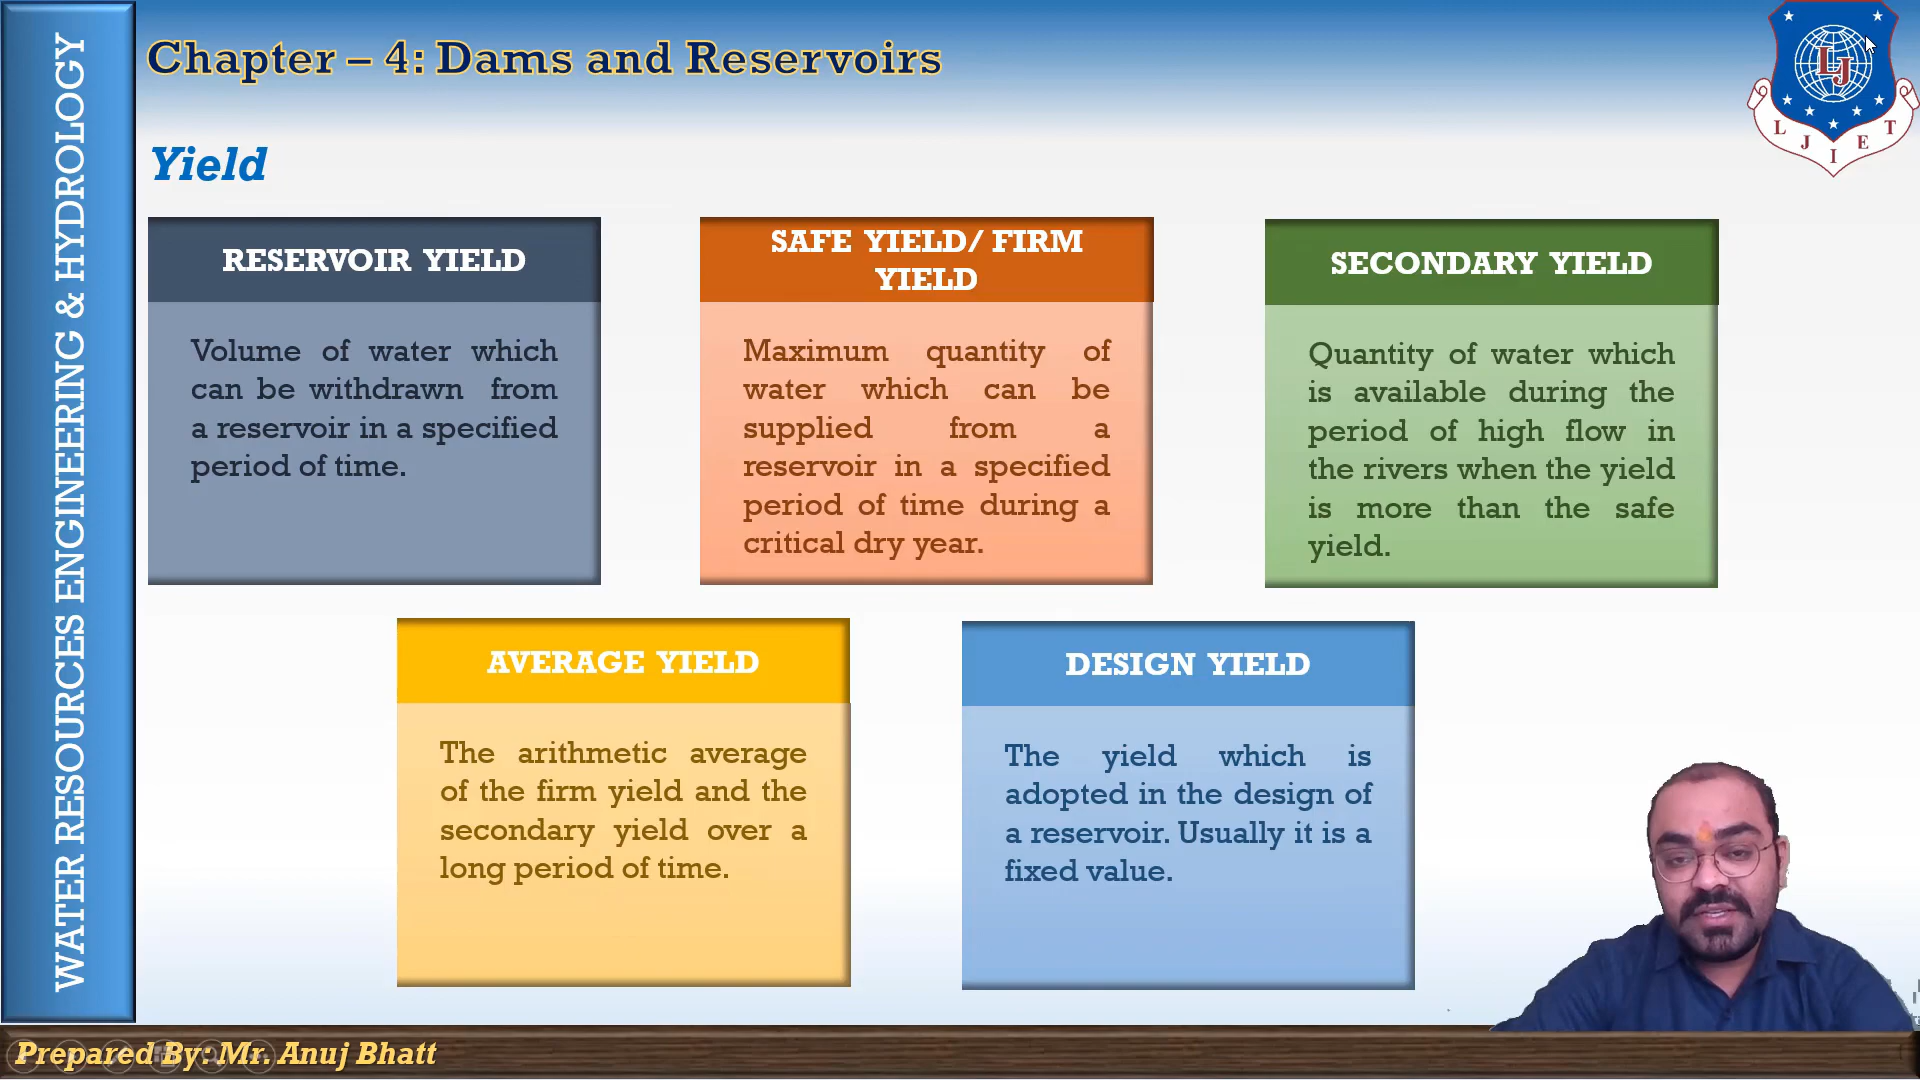 WATER RESOURCES ENGINEERING & HYDROLOGY
Chapter – 4: Dams and Reservoirs
LJ
L J I E T
Yield
RESERVOIR YIELD
Volume of water which
can be withdrawn from
a reservoir in a specified
period of time.
SAFE YIELD/ FIRM
YIELD
Maximum quantity of
water which can be
supplied from a
reservoir in a specified
period of time during a
critical dry year.
SECONDARY YIELD
Quantity of water which
is available during the
period of high flow in
the rivers when the yield
is more than the safe
yield.
AVERAGE YIELD
The arithmetic average
of the firm yield and the
secondary yield over a
long period of time.
DESIGN YIELD
The yield which is
adopted in the design of
a reservoir. Usually it is a
fixed value.
Prepared By: Mr. Anuj Bhatt